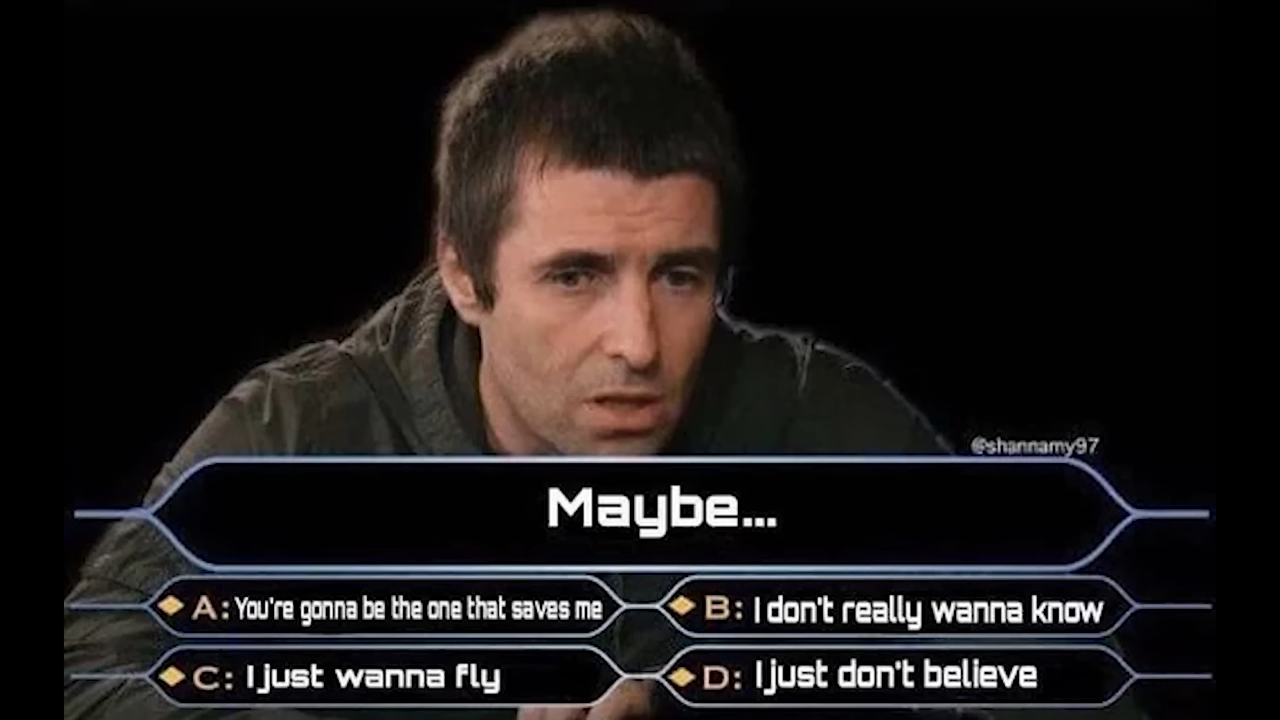 @shannamy97
Maybe...
A: You're gonna be the one that saves me
B: I don't really wanna know
C: I just wanna fly
D: I just don't believe